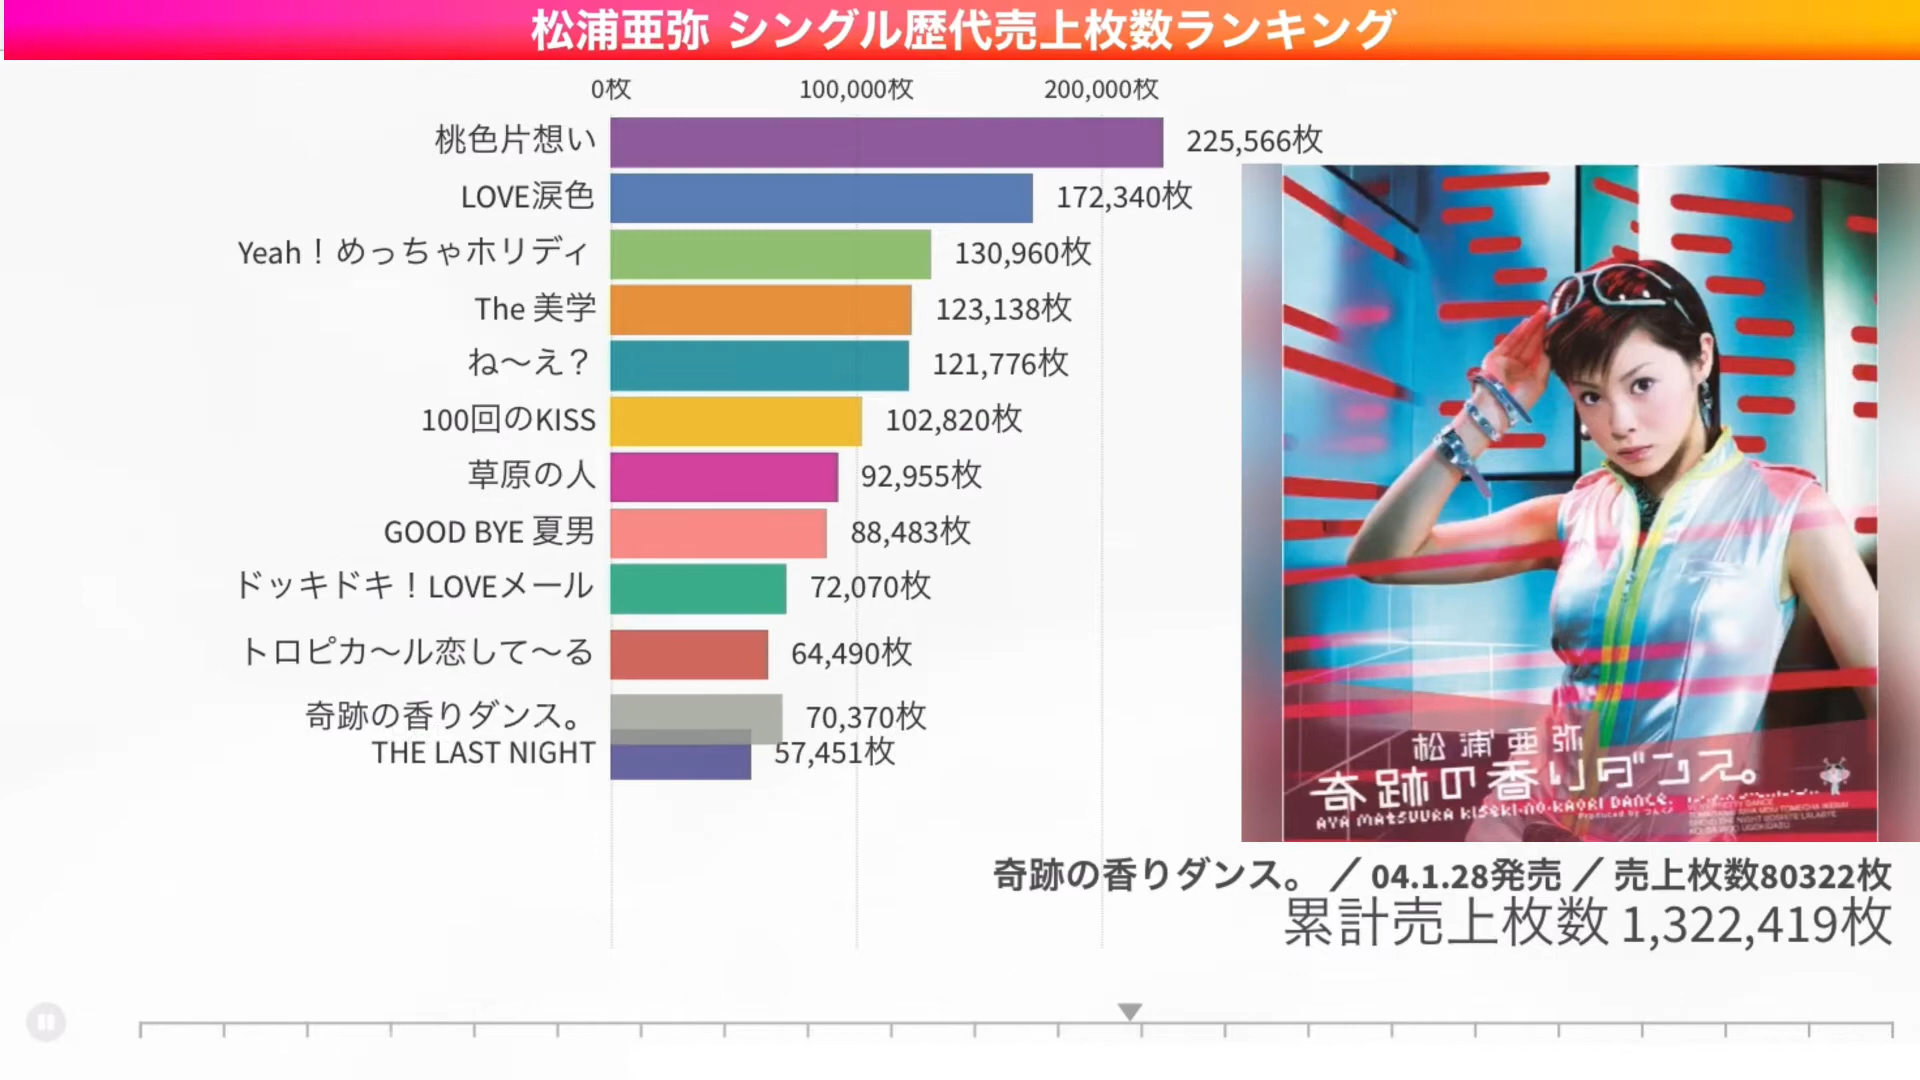 松浦亜弥 シングル歴代売上枚数ランキング
0枚 100,000枚 200,000枚
桃色片想い 225,566枚
LOVE涙色 172,340枚
Yeah！めっちゃホリディ 130,960枚
The 美学 123,138枚
ね〜え？ 121,776枚
100回のKISS 102,820枚
草原の人 92,955枚
GOOD BYE 夏男 88,483枚
ドッキドキ！LOVEメール 72,070枚
トロピカ〜ル恋して〜る 64,490枚
奇跡の香りダンス。 70,370枚
THE LAST NIGHT 57,451枚
松浦亜弥
奇跡の香りダンス。
AYA MATSUURA KISEKI-NO-KAORI DANCE.
Produced by つんく
奇跡の香りダンス。 ／ 04.1.28発売 ／ 売上枚数80322枚
累計売上枚数 1,322,419枚